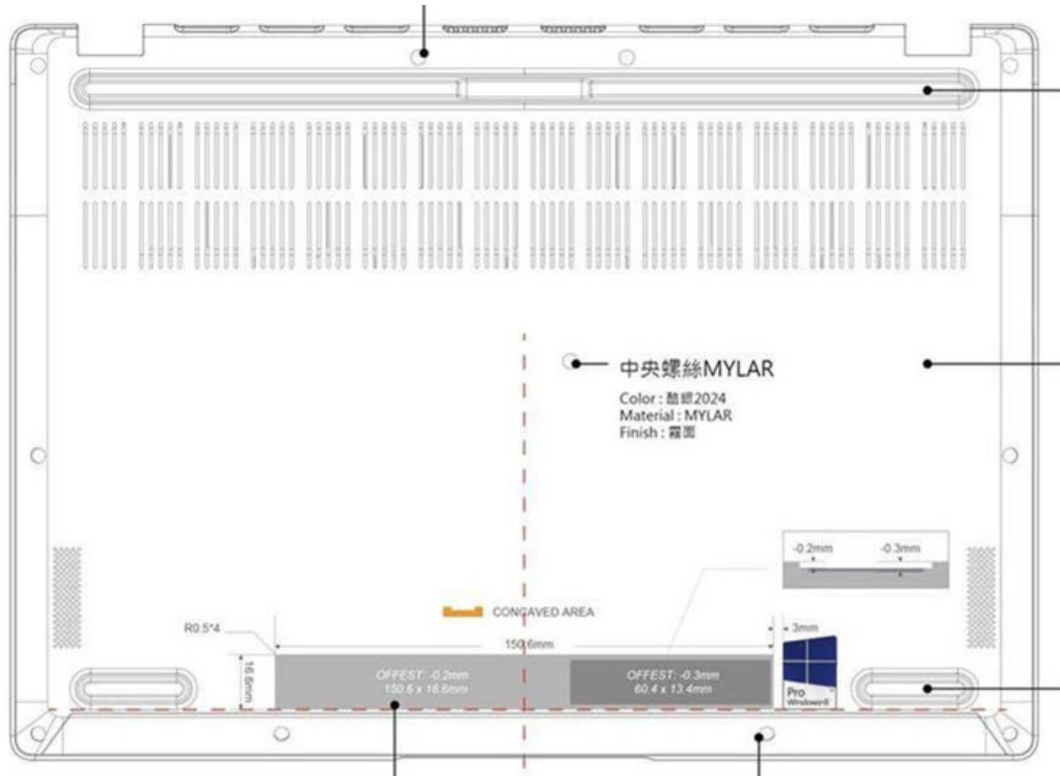 中央螺絲MYLAR
Color : 酷銀2024
Material : MYLAR
Finish : 霧面
-0.2mm
-0.3mm
CONCAVED AREA
R0.5*4
150.6mm
3mm
16.6mm
OFFEST: -0.2mm
150.6 x 16.6mm
OFFEST: -0.3mm
60.4 x 13.4mm
Pro
Windows8